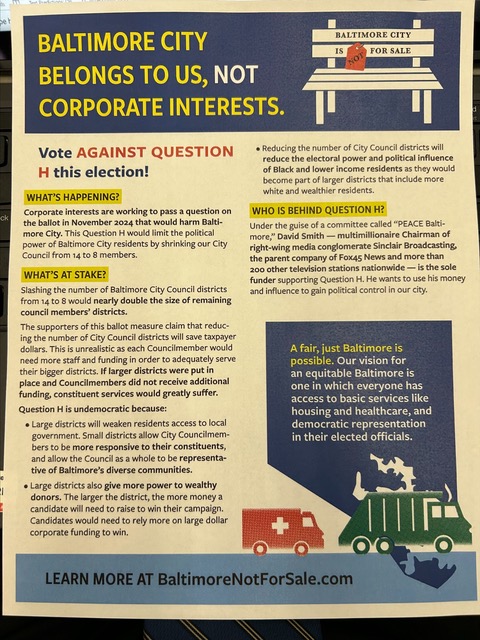 BALTIMORE CITY
BELONGS TO US, NOT
CORPORATE INTERESTS.
BALTIMORE CITY
IS NOT FOR SALE
Vote AGAINST QUESTION
H this election!
WHAT'S HAPPENING?
Corporate interests are working to pass a question on
the ballot in November 2024 that would harm Balti-
more City. This Question H would limit the political
power of Baltimore City residents by shrinking our City
Council from 14 to 8 members.
WHAT'S AT STAKE?
Slashing the number of Baltimore City Council districts
from 14 to 8 would nearly double the size of remaining
council members' districts.
The supporters of this ballot measure claim that reduc-
ing the number of City Council districts will save taxpayer
dollars. This is unrealistic as each Councilmember would
need more staff and funding in order to adequately serve
their bigger districts. If larger districts were put in
place and Councilmembers did not receive additional
funding, constituent services would greatly suffer.
Question H is undemocratic because:
• Large districts will weaken residents access to local
government. Small districts allow City Councilmem-
bers to be more responsive to their constituents,
and allow the Council as a whole to be representa-
tive of Baltimore's diverse communities.
• Large districts also give more power to wealthy
donors. The larger the district, the more money a
candidate will need to raise to win their campaign.
Candidates would need to rely more on large dollar
corporate funding to win.
• Reducing the number of City Council districts will
reduce the electoral power and political influence
of Black and lower income residents as they would
become part of larger districts that include more
white and wealthier residents.
WHO IS BEHIND QUESTION H?
Under the guise of a committee called "PEACE Balti-
more," David Smith — multimillionaire Chairman of
right-wing media conglomerate Sinclair Broadcasting,
the parent company of Fox45 News and more than
200 other television stations nationwide — is the sole
funder supporting Question H. He wants to use his money
and influence to gain political control in our city.
A fair, just Baltimore is
possible. Our vision for
an equitable Baltimore is
one in which everyone has
access to basic services like
housing and healthcare, and
democratic representation
in their elected officials.
LEARN MORE AT BaltimoreNotForSale.com